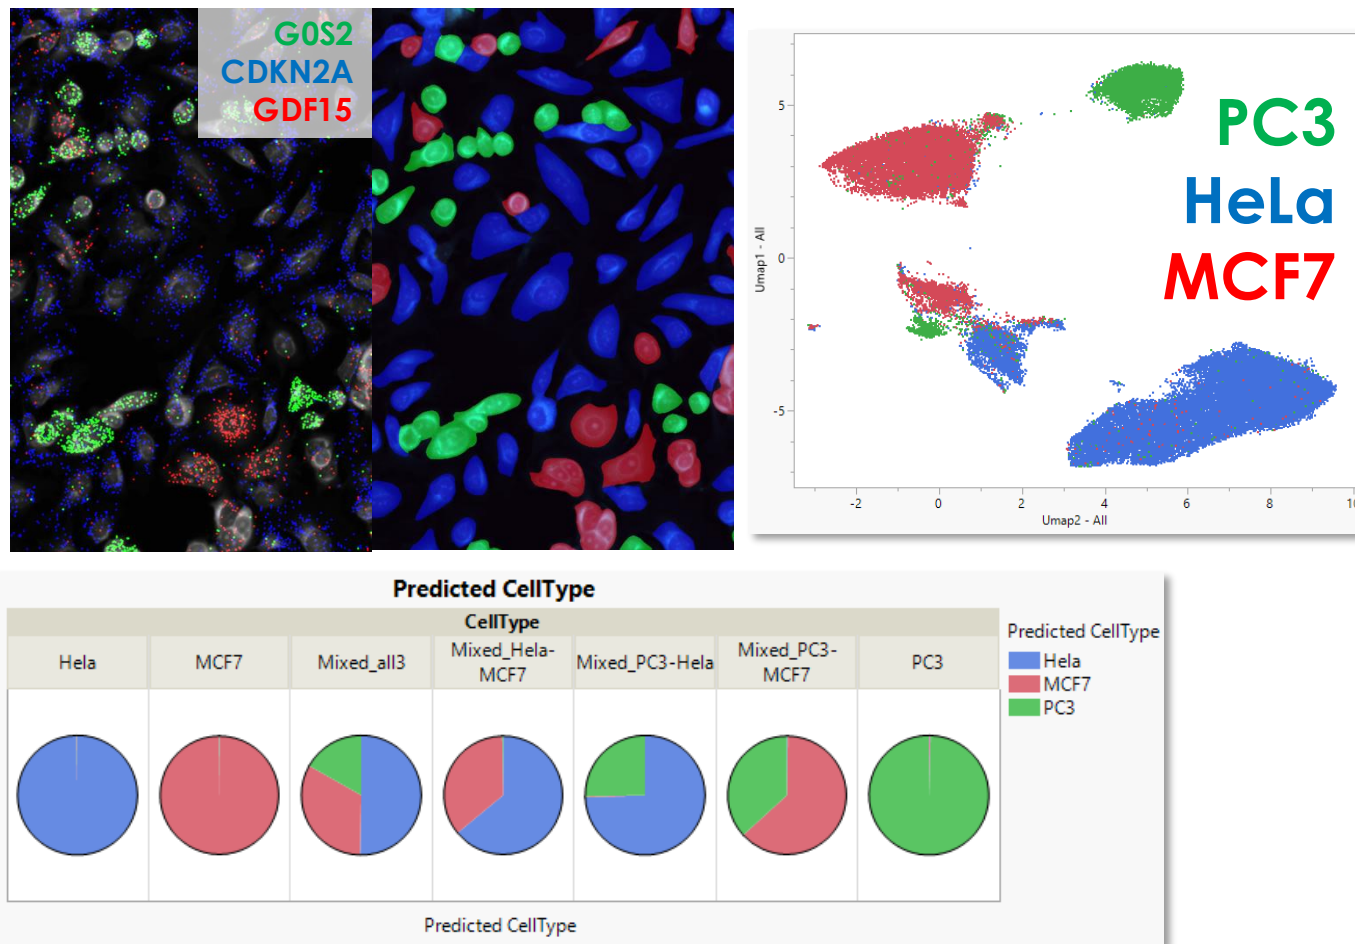 G0S2
CDKN2A
GDF15
PC3
HeLa
MCF7
Umap1 - All
5
0
-5
-2
0
2
4
6
8
10
Umap2 - All
Predicted CellType
CellType
Hela
MCF7
Mixed_all3
Mixed_Hela-
MCF7
Mixed_PC3-Hela
Mixed_PC3-
MCF7
PC3
Predicted CellType
Predicted CellType
Hela
MCF7
PC3